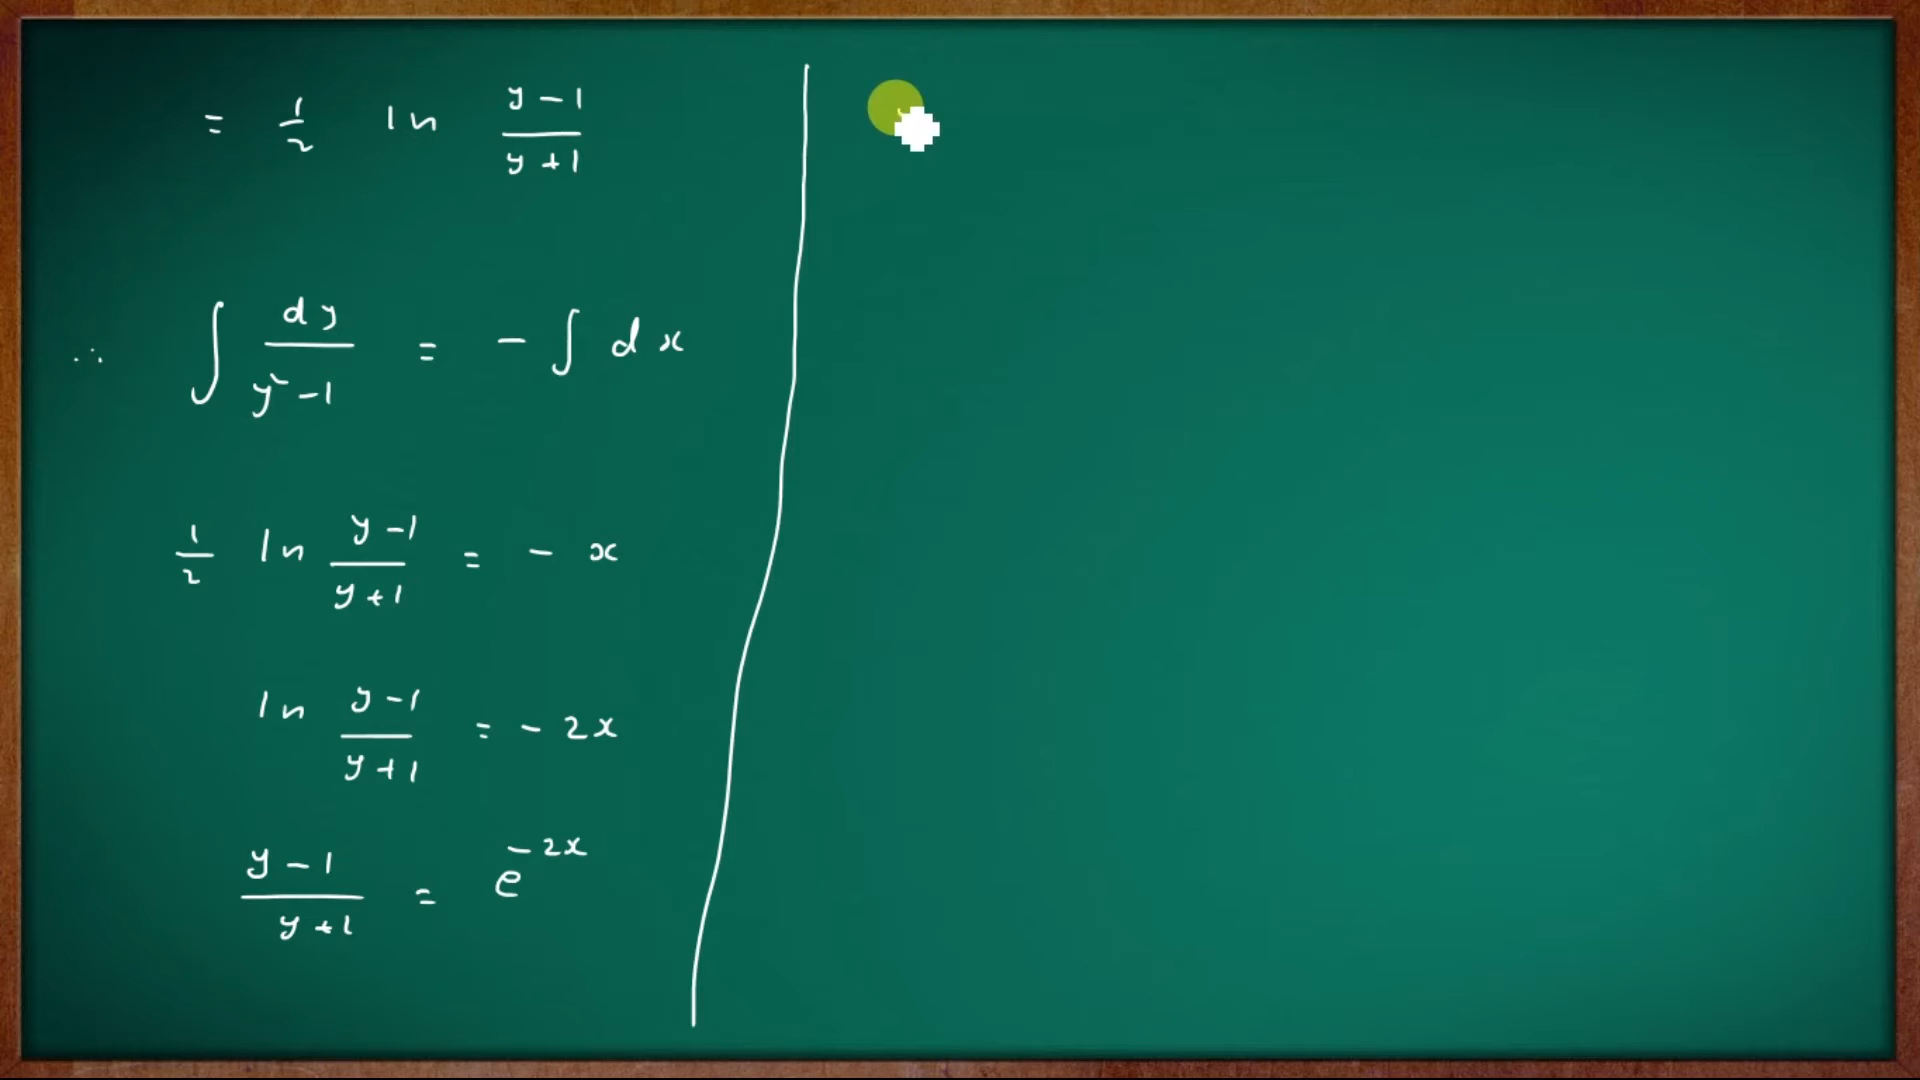 = 1/2 ln (y - 1)/(y + 1)
∴ ∫ dy/(y² - 1) = - ∫ dx
1/2 ln (y - 1)/(y + 1) = - x
ln (y - 1)/(y + 1) = - 2x
(y - 1)/(y + 1) = e^(- 2x)